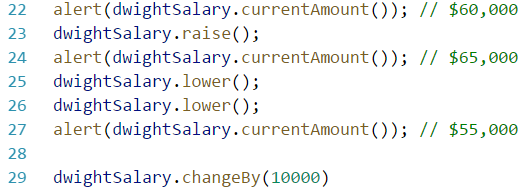 22 alert(dwightSalary.currentAmount()); // $60,000
23 dwightSalary.raise();
24 alert(dwightSalary.currentAmount()); // $65,000
25 dwightSalary.lower();
26 dwightSalary.lower();
27 alert(dwightSalary.currentAmount()); // $55,000
28
29 dwightSalary.changeBy(10000)